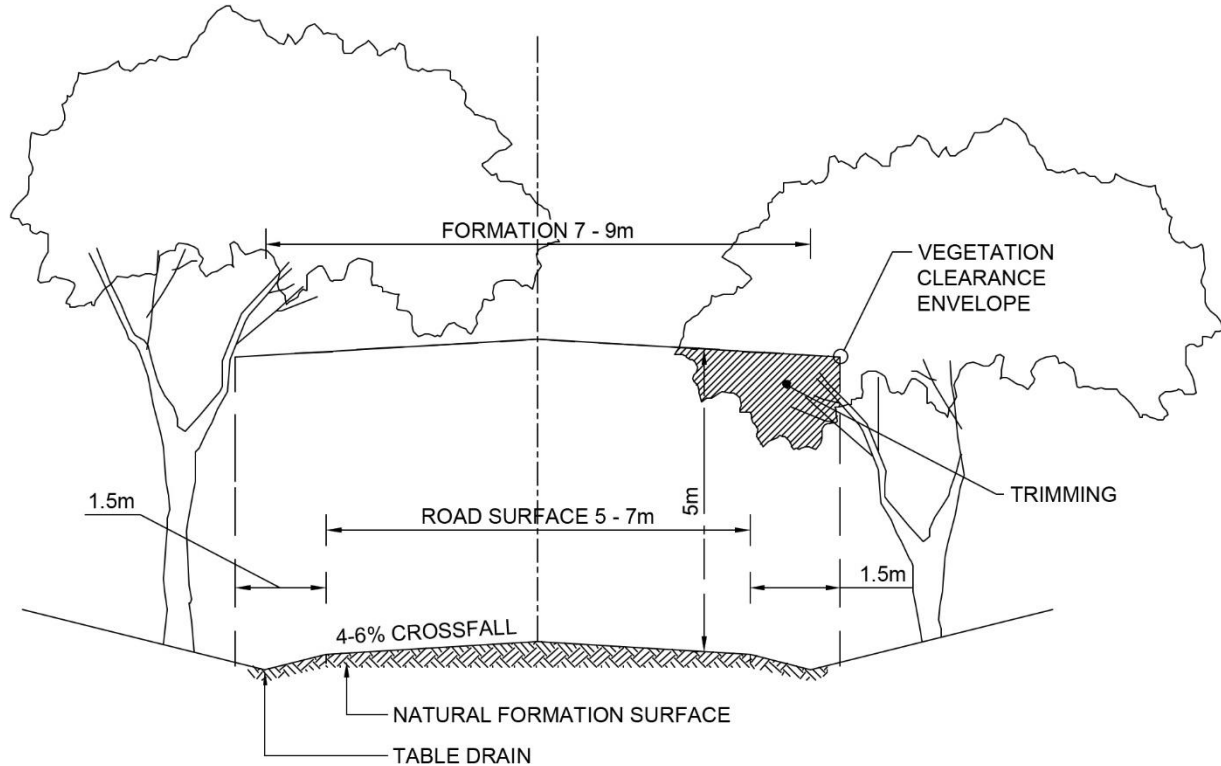 FORMATION 7 - 9m
VEGETATION
CLEARANCE
ENVELOPE
1.5m
ROAD SURFACE 5 - 7m
5m
TRIMMING
1.5m
4-6% CROSSFALL
NATURAL FORMATION SURFACE
TABLE DRAIN